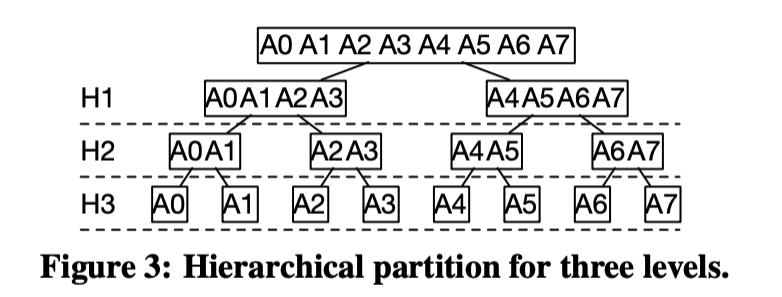 A0 A1 A2 A3 A4 A5 A6 A7
H1 A0A1A2A3 A4A5A6A7
H2 A0A1 A2A3 A4A5 A6A7
H3 A0 A1 A2 A3 A4 A5 A6 A7
Figure 3: Hierarchical partition for three levels.